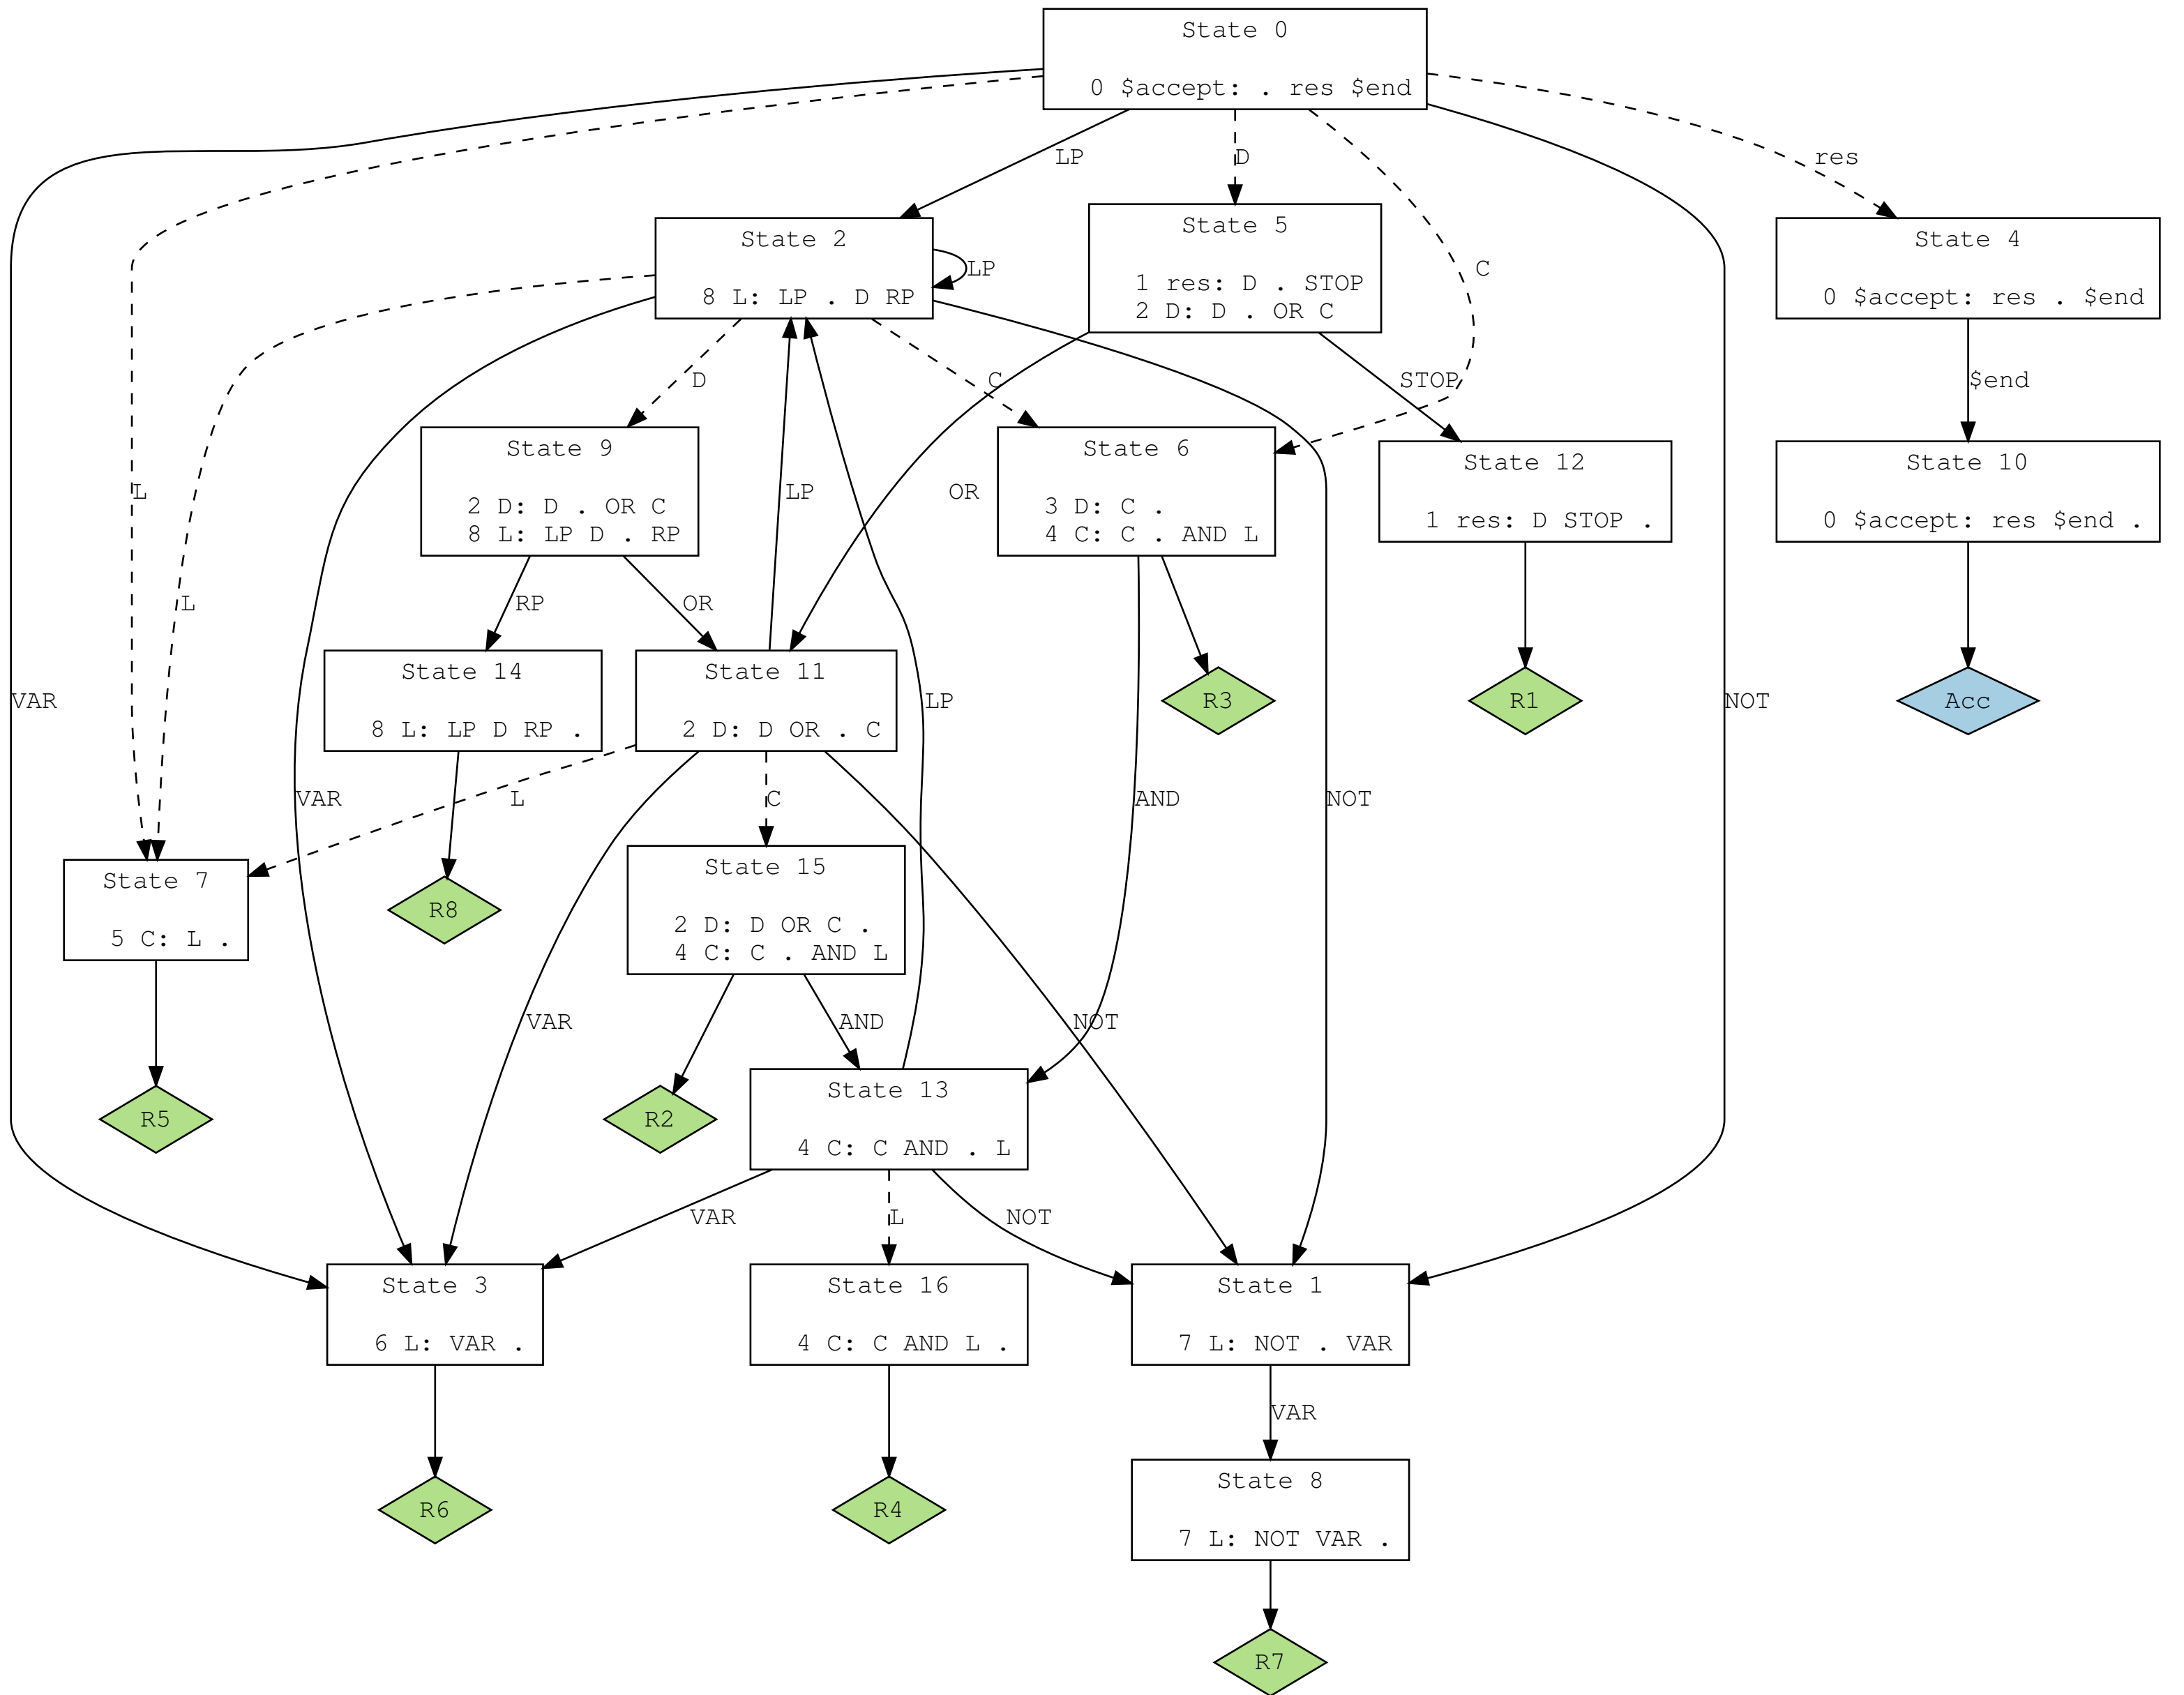 State 0
0 $accept: . res $end
LP
D
res
State 2
8 L: LP . D RP
LP
State 5
1 res: D . STOP
2 D: D . OR C
C
State 4
0 $accept: res . $end
D
C
STOP
$end
State 9
2 D: D . OR C
8 L: LP D . RP
L
LP
OR
State 6
3 D: C .
4 C: C . AND L
State 12
1 res: D STOP .
State 10
0 $accept: res $end .
L
RP
OR
VAR
State 14
8 L: LP D RP .
State 11
2 D: D OR . C
LP
R3
R1
NOT
Acc
VAR
L
C
AND
NOT
State 7
5 C: L .
R8
State 15
2 D: D OR C .
4 C: C . AND L
VAR
AND
NOT
R5
R2
State 13
4 C: C AND . L
VAR
L
NOT
State 3
6 L: VAR .
State 16
4 C: C AND L .
State 1
7 L: NOT . VAR
VAR
R6
R4
State 8
7 L: NOT VAR .
R7